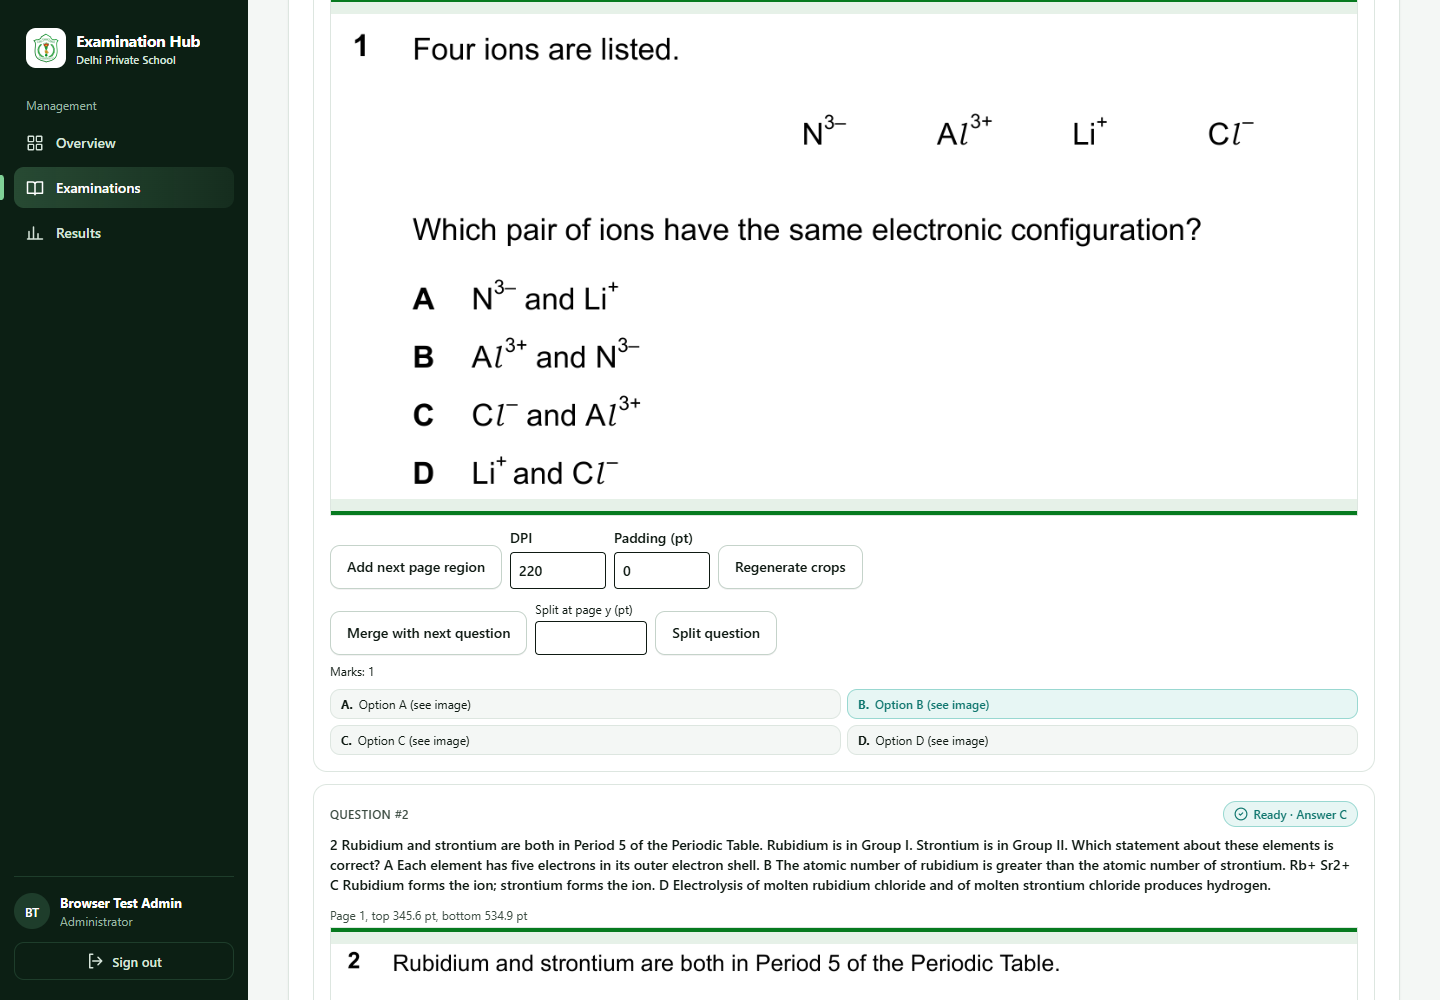 Examination Hub
Delhi Private School
Management
Overview
Examinations
Results
BT
Browser Test Admin
Administrator
Sign out
1 Four ions are listed.
N3– Al3+ Li+ Cl–
Which pair of ions have the same electronic configuration?
A N3– and Li+
B Al3+ and N3–
C Cl– and Al3+
D Li+ and Cl–
DPI Padding (pt)
Add next page region 220 0 Regenerate crops
Split at page y (pt)
Merge with next question Split question
Marks: 1
A. Option A (see image) B. Option B (see image)
C. Option C (see image) D. Option D (see image)
QUESTION #2 Ready · Answer C
2 Rubidium and strontium are both in Period 5 of the Periodic Table. Rubidium is in Group I. Strontium is in Group II. Which statement about these elements is
correct? A Each element has five electrons in its outer electron shell. B The atomic number of rubidium is greater than the atomic number of strontium. Rb+ Sr2+
C Rubidium forms the ion; strontium forms the ion. D Electrolysis of molten rubidium chloride and of molten strontium chloride produces hydrogen.
Page 1, top 345.6 pt, bottom 534.9 pt
2 Rubidium and strontium are both in Period 5 of the Periodic Table.